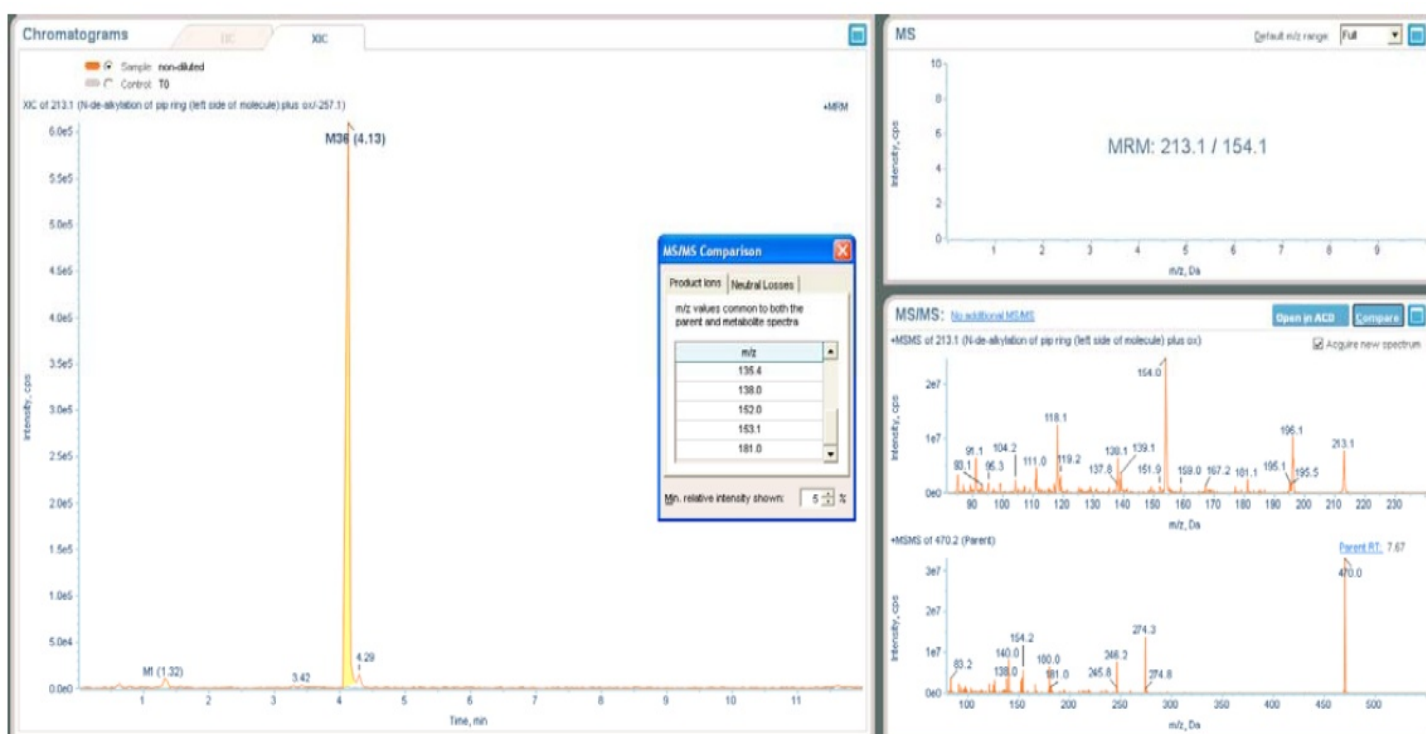 Chromatograms
XIC
Sample: non-diluted
Control: T0
XIC of 213.1 (N-de-alkylation of pip ring (left side of molecule) plus ox/-257.1)
+MRM
6.0e5
5.5e5
5.0e5
4.5e5
4.0e5
3.5e5
3.0e5
2.5e5
2.0e5
1.5e5
1.0e5
5.0e4
0.0e0
Intensity, cps
M36 (4.13)
M1 (1.32)
3.42
4.29
1 2 3 4 5 6 7 8 9 10 11
Time, min
MS/MS Comparison
Product Ions
Neutral Losses
m/z values common to both the
parent and metabolite spectra
m/z
135.4
138.0
152.0
153.1
181.0
Min. relative intensity shown: 5 %
MS
Default m/z range: Full
10
8
6
4
2
0
Intensity, cps
MRM: 213.1 / 154.1
1 2 3 4 5 6 7 8 9
m/z, Da
MS/MS: No additional MS/MS
Open in ACD
Compare
+MSMS of 213.1 (N-de-alkylation of pip ring (left side of molecule) plus ox)
Acquire new spectrum
2e7
1e7
0e0
Intensity, cps
154.0
118.1
91.1
93.1
96.3
104.2
111.0
119.2
137.8
138.1
139.1
151.9
159.0
167.2
181.1
195.1
196.1
195.5
213.1
90 100 110 120 130 140 150 160 170 180 190 200 210 220 230
m/z, Da
+MSMS of 470.2 (Parent)
Parent RT: 7.67
3e7
2e7
1e7
0e0
Intensity, cps
83.2
138.0
140.0
154.2
180.0
181.0
245.8
246.2
274.3
274.8
470.0
100 150 200 250 300 350 400 450 500
m/z, Da